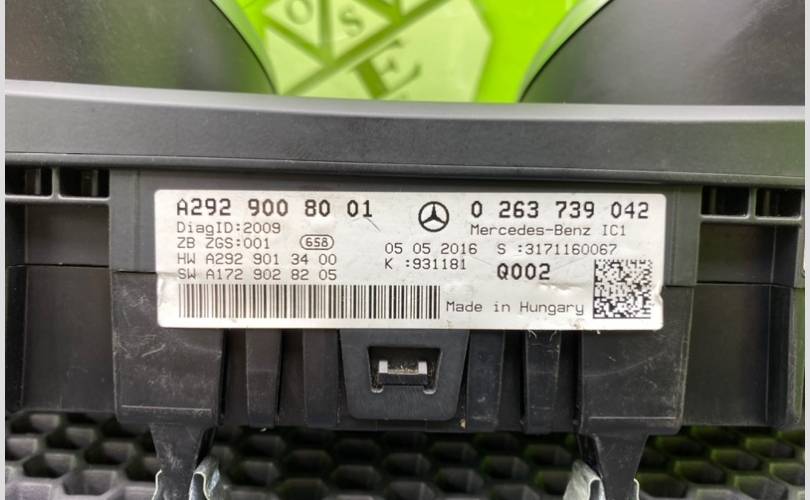 O S
E
A292 900 80 01 0 263 739 042
DiagID:2009 Mercedes-Benz IC1
ZB ZGS:001 658 05 05 2016 S :3171160067
HW A292 901 34 00 K :931181 Q002
SW A172 902 82 05
Made in Hungary